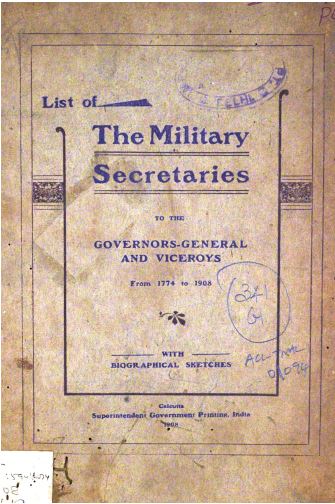 List of
The Military
Secretaries
TO THE
GOVERNORS-GENERAL
AND VICEROYS
From 1774 to 1908
341
G
WITH
BIOGRAPHICAL SKETCHES
Calcutta
Superintendent Government Printing, India
1908